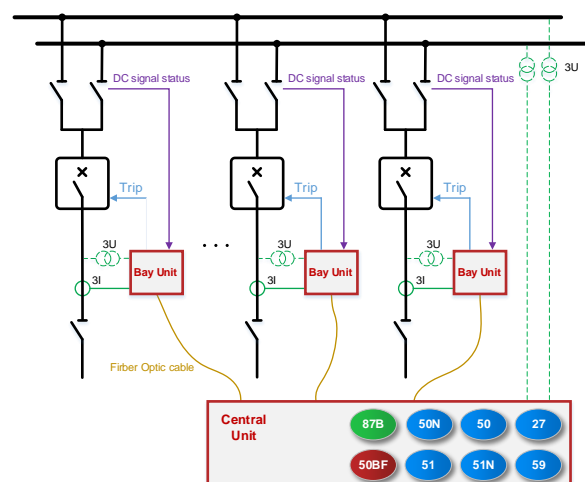 3U
DC signal status
DC signal status
DC signal status
Trip
Trip
Trip
3U
3U
3U
Bay Unit
Bay Unit
Bay Unit
3I
3I
3I
. . .
Firber Optic cable
Central
Unit
87B
50N
50
27
50BF
51
51N
59